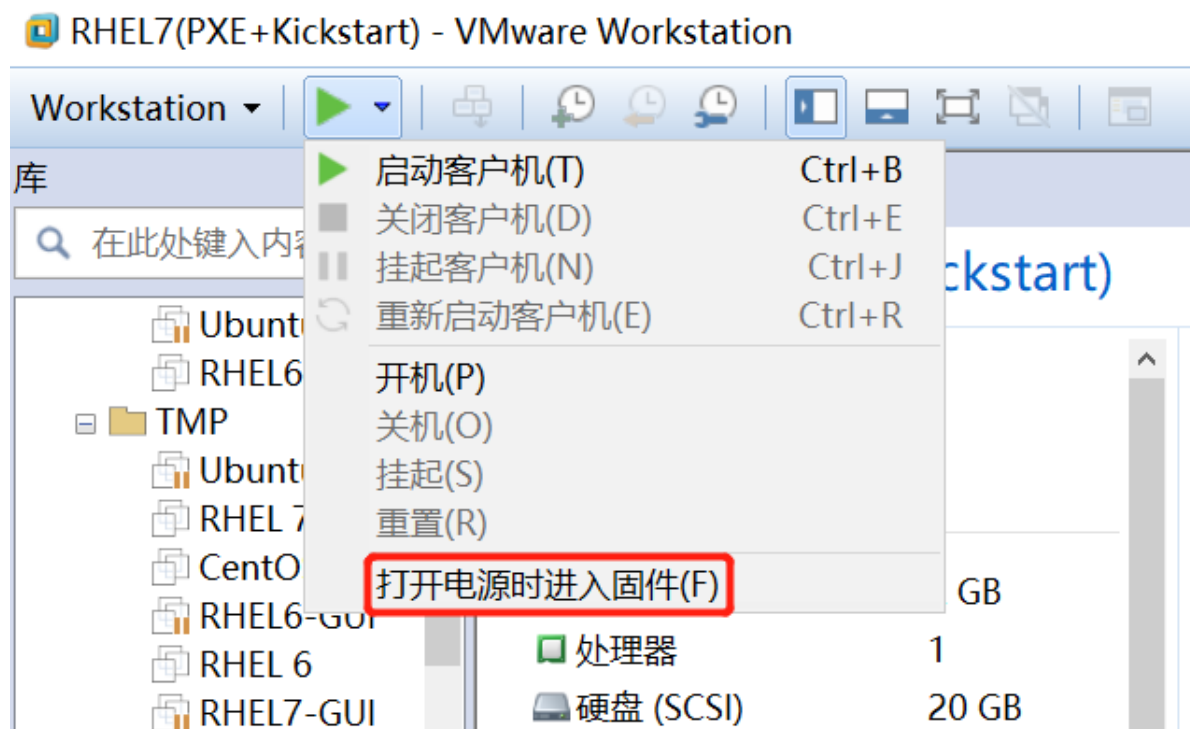 RHEL7(PXE+Kickstart) - VMware Workstation
Workstation
库
在此处键入内
启动客户机(T) Ctrl+B
关闭客户机(D) Ctrl+E
挂起客户机(N) Ctrl+J
重新启动客户机(E) Ctrl+R
开机(P)
关机(O)
挂起(S)
重置(R)
打开电源时进入固件(F)
ckstart)
Ubunt
RHEL6
TMP
Ubunt
RHEL 7
CentO
RHEL6-GUI
RHEL 6
RHEL7-GUI
GB
处理器 1
硬盘 (SCSI) 20 GB